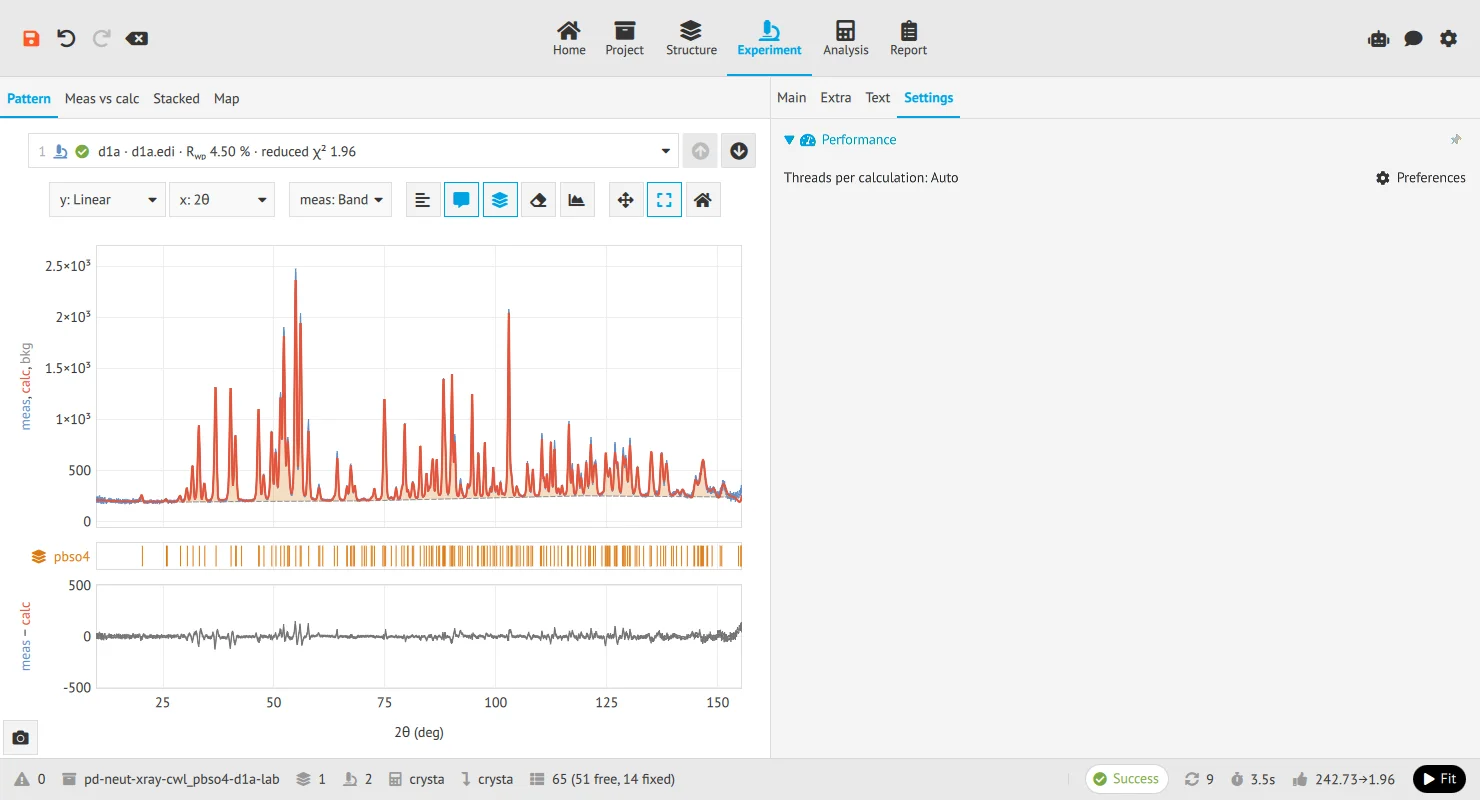 Home
Project
Structure
Experiment
Analysis
Report
Pattern
Meas vs calc
Stacked
Map
1 d1a · d1a.edi · Rwp 4.50 % · reduced χ² 1.96
y: Linear
x: 2θ
meas: Band
meas, calc, bkg
2.5×10³
2×10³
1.5×10³
1×10³
500
0
pbso4
meas − calc
500
0
-500
25
50
75
100
125
150
2θ (deg)
Main
Extra
Text
Settings
Performance
Threads per calculation: Auto
Preferences
0
pd-neut-xray-cwl_pbso4-d1a-lab
1
2
crysta
crysta
65 (51 free, 14 fixed)
Success
9
3.5s
242.73→1.96
Fit